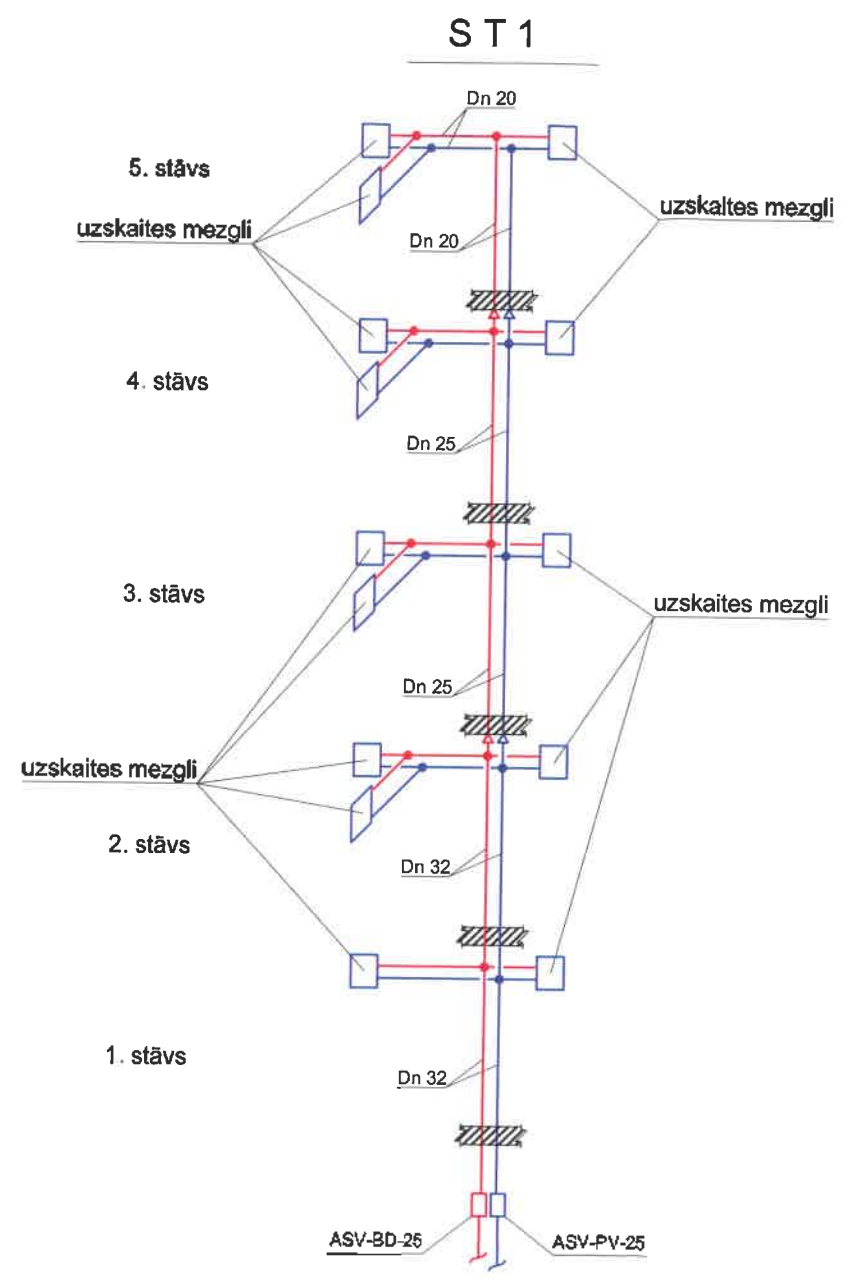 ST1
Dn 20
5. stāvs
uzskaites mezgli
uzskaites mezgli
Dn 20
4. stāvs
Dn 25
3. stāvs
uzskaites mezgli
Dn 25
uzskaites mezgli
2. stāvs
Dn 32
1. stāvs
Dn 32
ASV-BD-25
ASV-PV-25